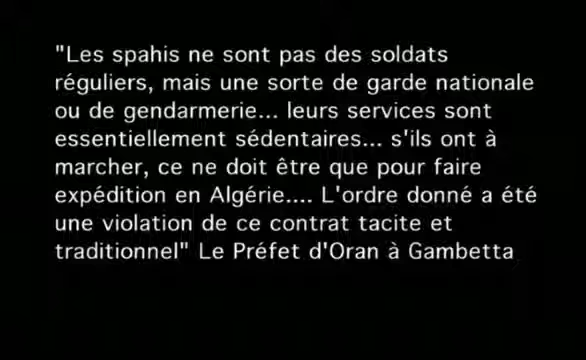 "Les spahis ne sont pas des soldats
réguliers, mais une sorte de garde nationale
ou de gendarmerie... leurs services sont
essentiellement sédentaires... s'ils ont à
marcher, ce ne doit être que pour faire
expédition en Algérie.... L'ordre donné a été
une violation de ce contrat tacite et
traditionnel" Le Préfet d'Oran à Gambetta